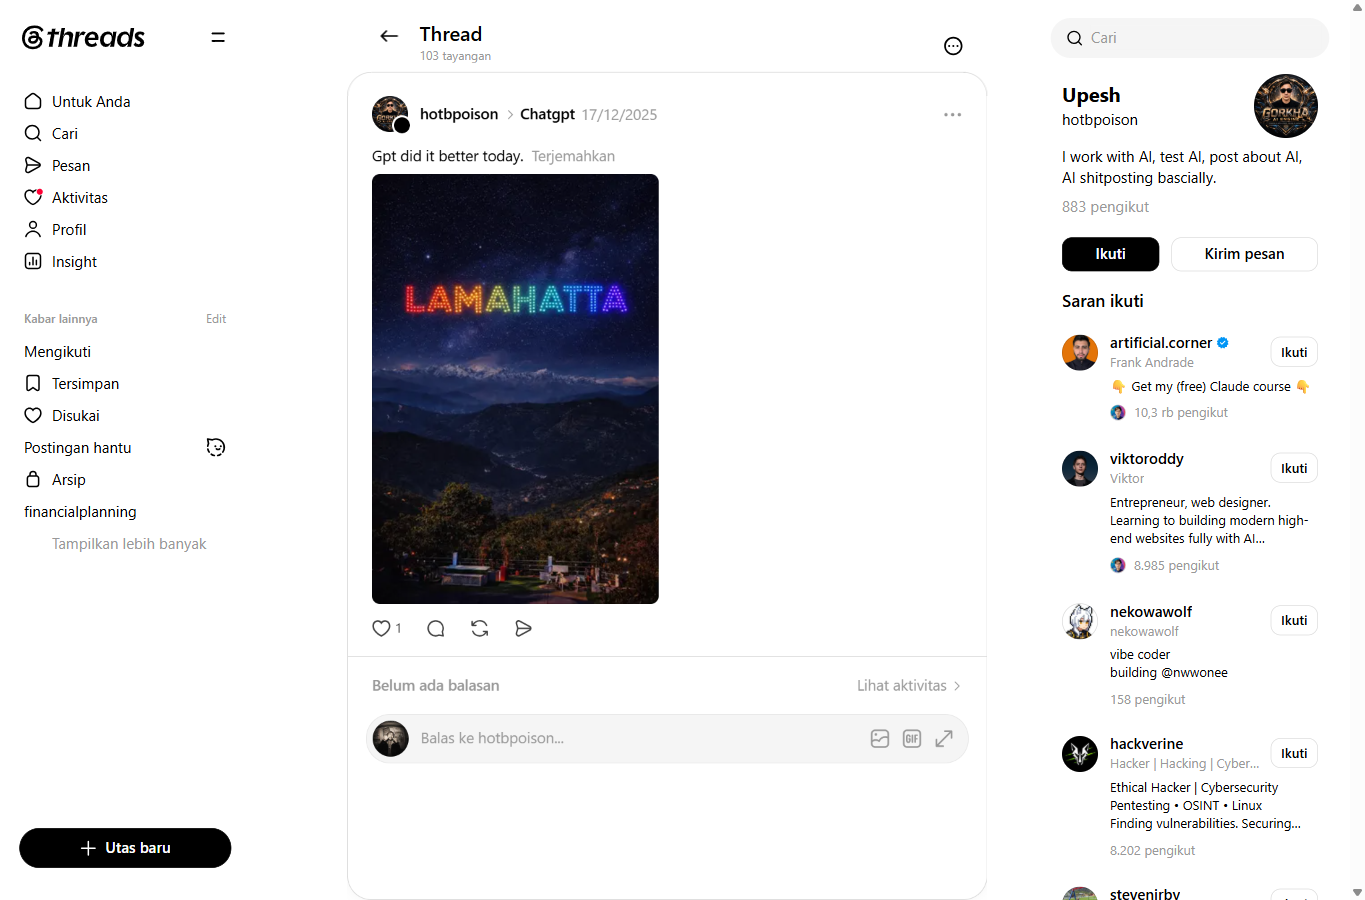 threads
Untuk Anda
Cari
Pesan
Aktivitas
Profil
Insight
Kabar lainnya
Edit
Mengikuti
Tersimpan
Disukai
Postingan hantu
Arsip
financialplanning
Tampilkan lebih banyak
Utas baru
Thread
103 tayangan
hotbpoison > Chatgpt 17/12/2025
Gpt did it better today. Terjemahkan
LAMAHATTA
1
Belum ada balasan
Lihat aktivitas >
Balas ke hotbpoison...
GIF
Cari
Upesh
hotbpoison
GORKHA
I work with AI, test AI, post about AI,
AI shitposting bascially.
883 pengikut
Ikuti
Kirim pesan
Saran ikuti
artificial.corner
Frank Andrade
Ikuti
👇 Get my (free) Claude course 👇
10,3 rb pengikut
viktoroddy
Viktor
Ikuti
Entrepreneur, web designer.
Learning to building modern high-
end websites fully with AI...
8.985 pengikut
nekowawolf
nekowawolf
Ikuti
vibe coder
building @nwwonee
158 pengikut
hackverine
Hacker | Hacking | Cyber...
Ikuti
Ethical Hacker | Cybersecurity
Pentesting • OSINT • Linux
Finding vulnerabilities. Securing...
8.202 pengikut
stevenirby